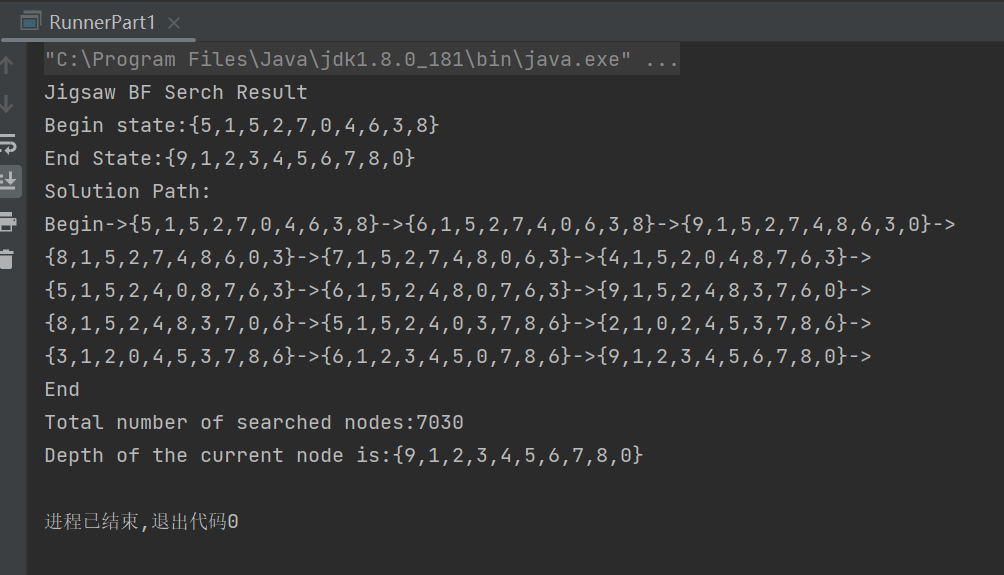 RunnerPart1
"C:\Program Files\Java\jdk1.8.0_181\bin\java.exe" ...
Jigsaw BF Serch Result
Begin state:{5,1,5,2,7,0,4,6,3,8}
End State:{9,1,2,3,4,5,6,7,8,0}
Solution Path:
Begin->{5,1,5,2,7,0,4,6,3,8}->{6,1,5,2,7,4,0,6,3,8}->{9,1,5,2,7,4,8,6,3,0}->
{8,1,5,2,7,4,8,6,0,3}->{7,1,5,2,7,4,8,0,6,3}->{4,1,5,2,0,4,8,7,6,3}->
{5,1,5,2,4,0,8,7,6,3}->{6,1,5,2,4,8,0,7,6,3}->{9,1,5,2,4,8,3,7,6,0}->
{8,1,5,2,4,8,3,7,0,6}->{5,1,5,2,4,0,3,7,8,6}->{2,1,0,2,4,5,3,7,8,6}->
{3,1,2,0,4,5,3,7,8,6}->{6,1,2,3,4,5,0,7,8,6}->{9,1,2,3,4,5,6,7,8,0}->
End
Total number of searched nodes:7030
Depth of the current node is:{9,1,2,3,4,5,6,7,8,0}
进程已结束,退出代码0